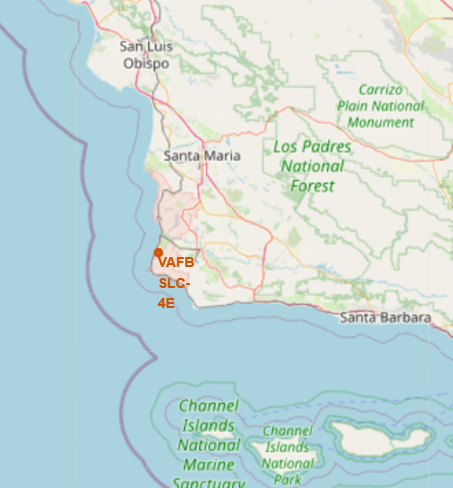 San Luis
Obispo
Carrizo
Plain National
Monument
Santa Maria
Los Padres
National
Forest
VAFB
SLC-
4E
Santa Barbara
Channel
Islands
National
Marine
Sanctuary
Channel
Islands
National
Park